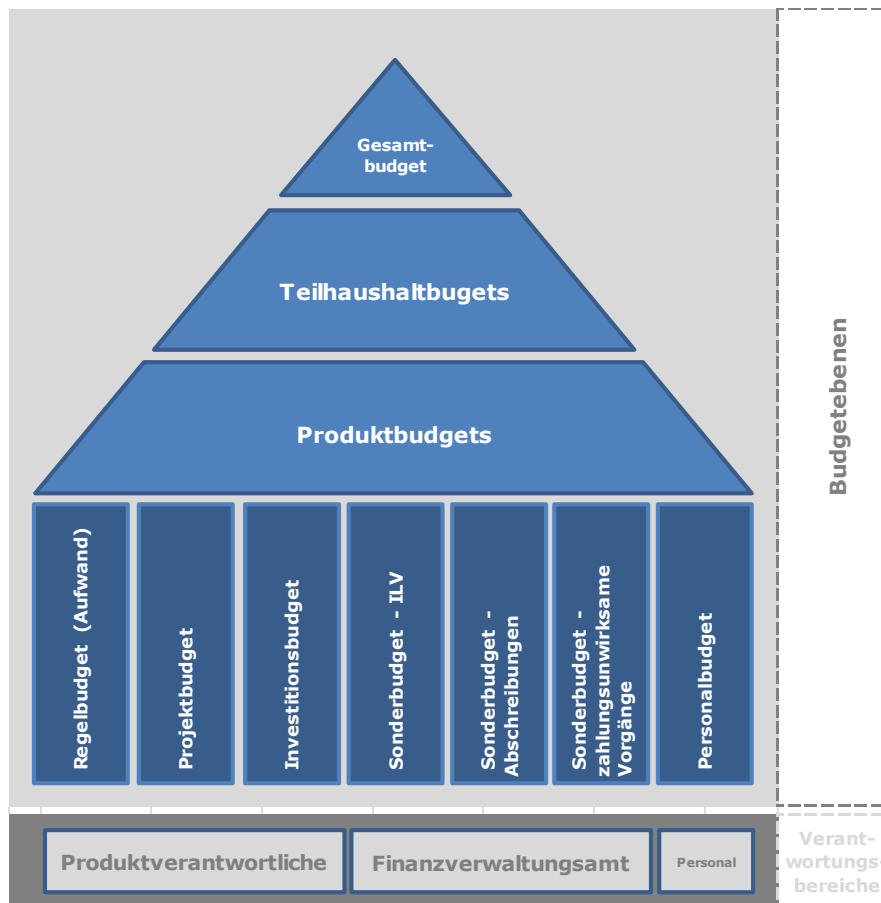 Gesamt-
budget
Teilhaushaltbugets
Produktbudgets
Regelbudget (Aufwand)
Projektbudget
Investitionsbudget
Sonderbudget - ILV
Sonderbudget -
Abschreibungen
Sonderbudget -
zahlungsunwirksame
Vorgänge
Personalbudget
Budgetebenen
Produktverantwortliche
Finanzverwaltungsamt
Personal
Verant-
wortungs-
bereiche